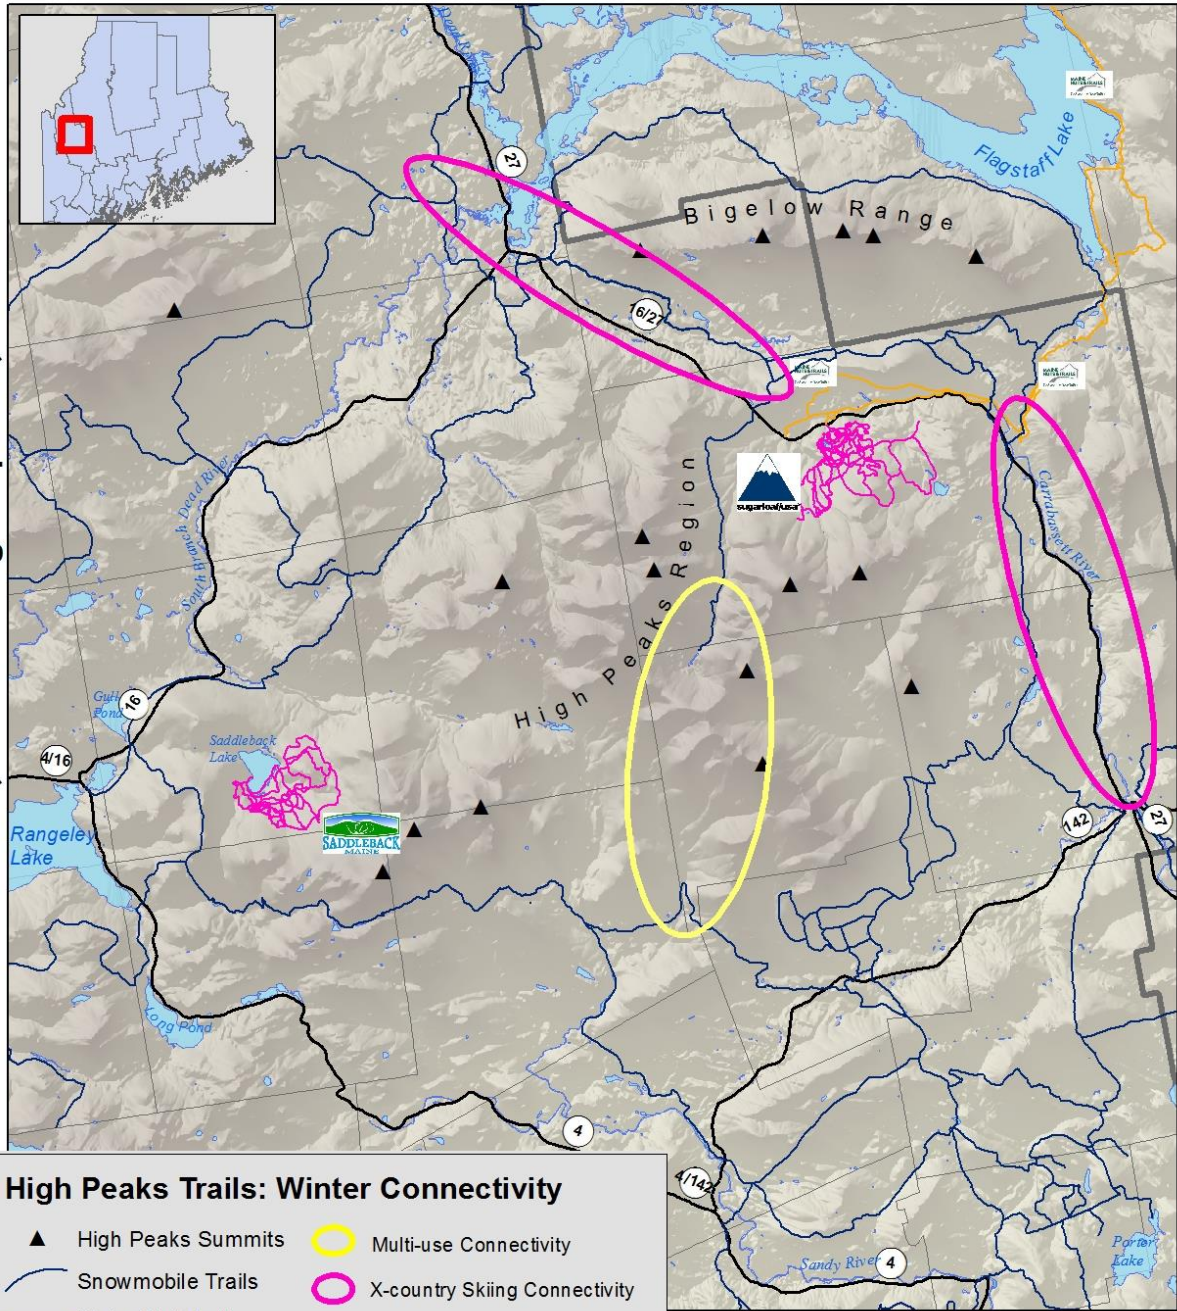 Dead River
27
Flagstaff Lake
Bigelow Range
16/27
sugarloaf/usa
Carrabassett River
High Peaks Region
South Branch Dead River
Gull Pond
16
Saddleback
Lake
4/16
Rangeley
Lake
SADDLEBACK
MAINE
142
27
Long Pond
4
4/142
Sandy River
4
Porter
Lake
High Peaks Trails: Winter Connectivity
High Peaks Summits
Multi-use Connectivity
Snowmobile Trails
X-country Skiing Connectivity